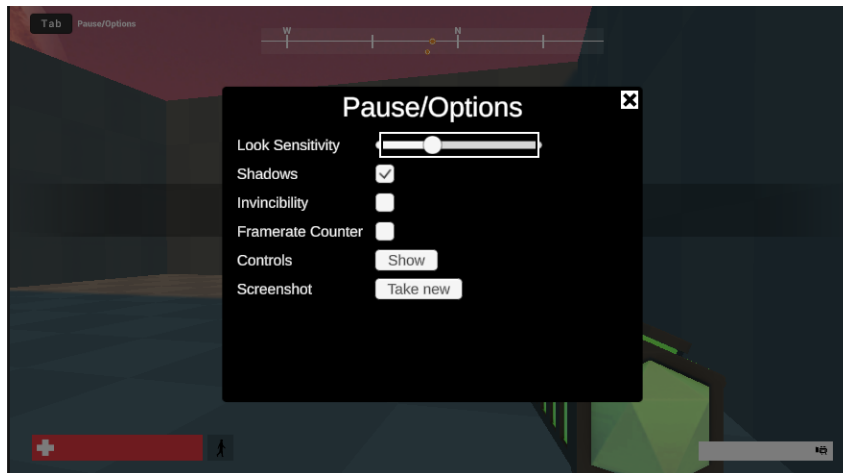 Tab Pause/Options
W N
Pause/Options
Look Sensitivity
Shadows
Invincibility
Framerate Counter
Controls Show
Screenshot Take new